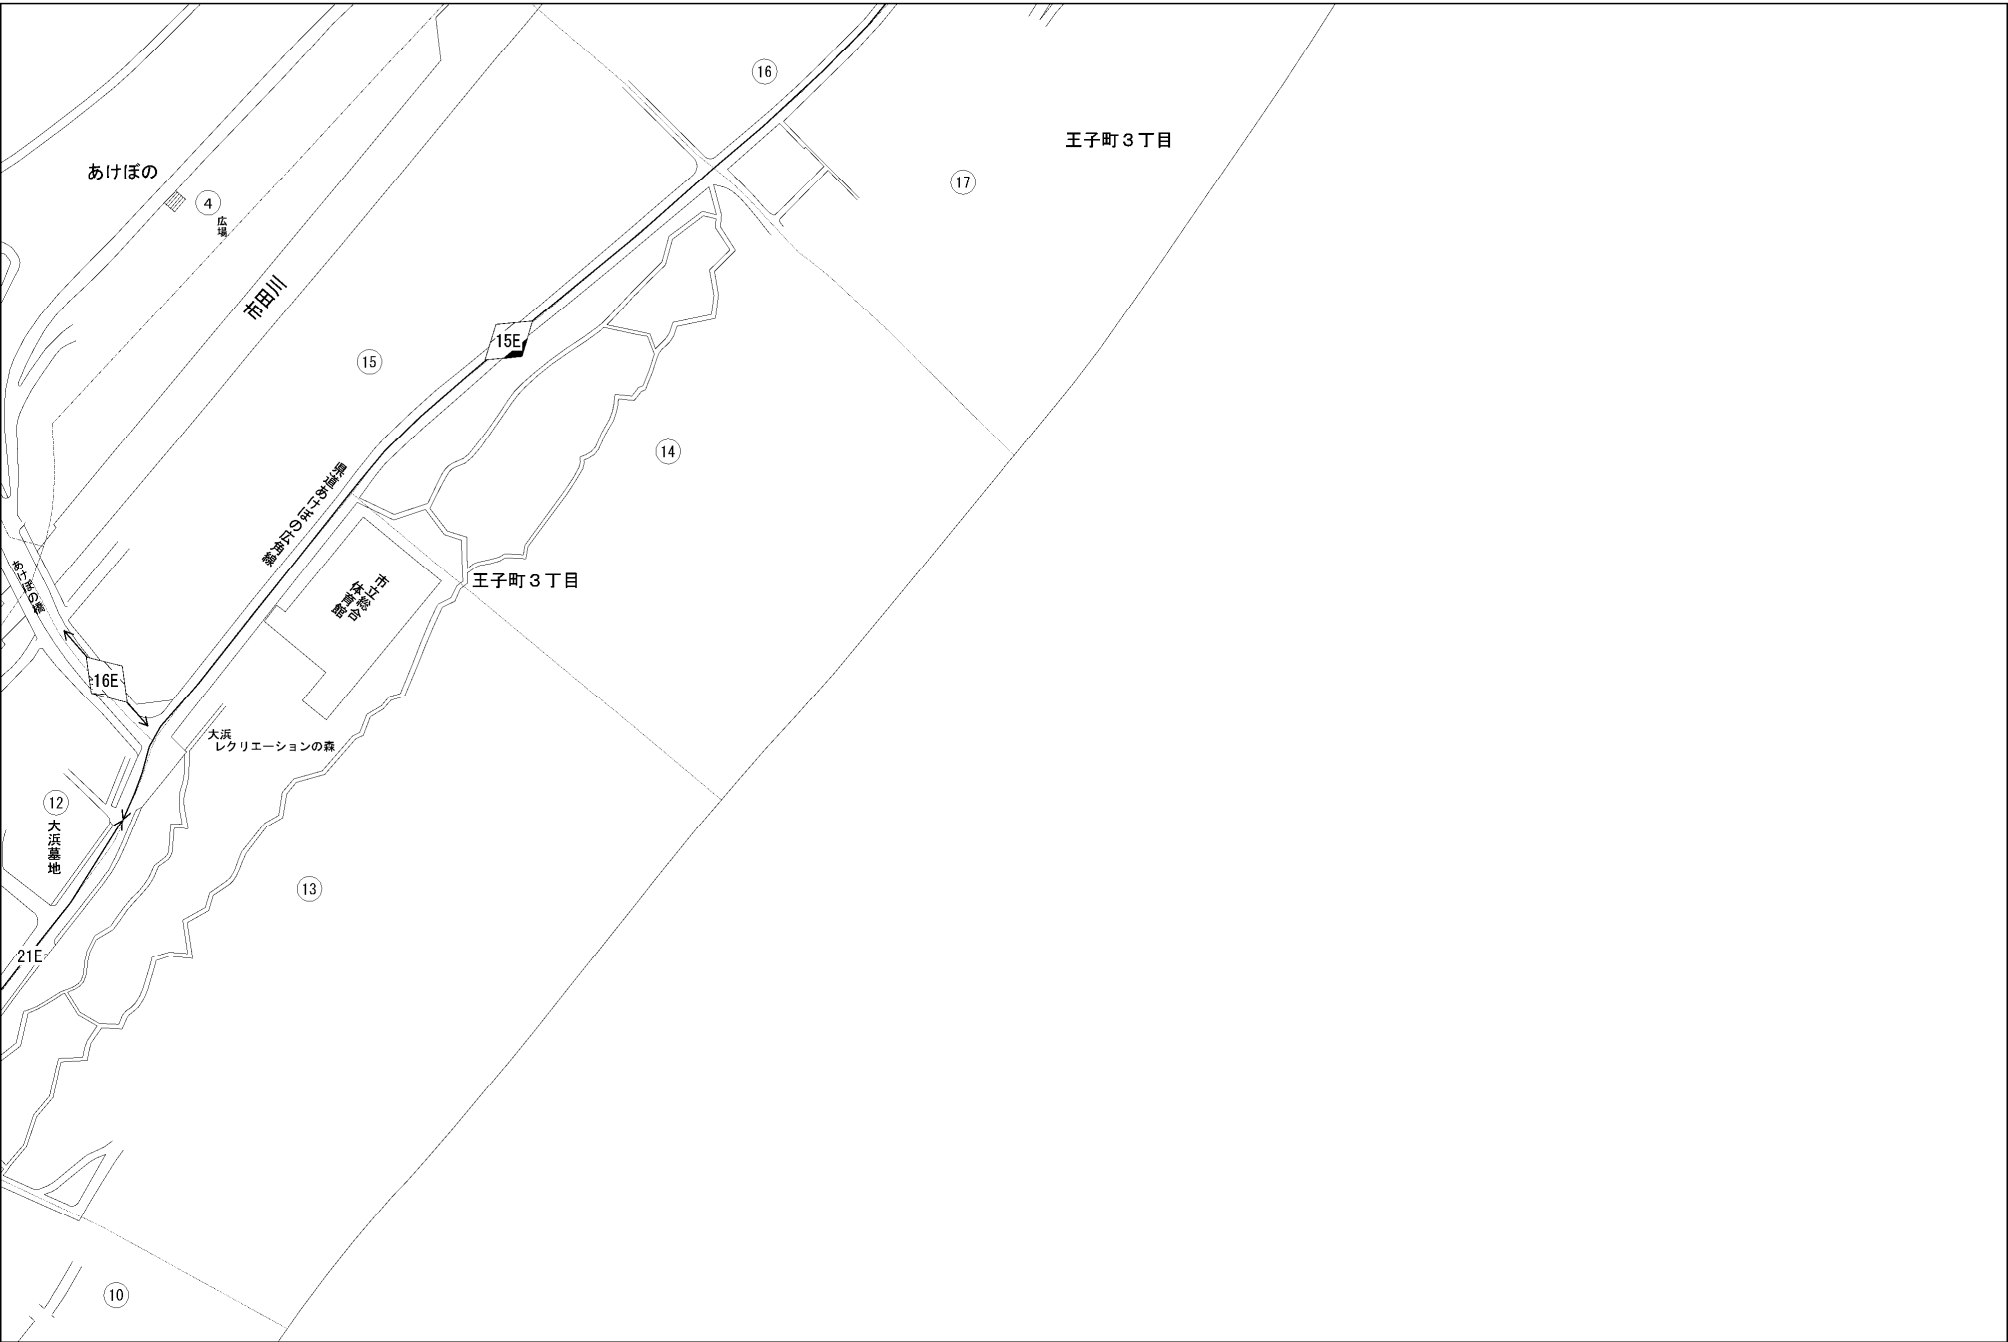 ⑯
王子町３丁目
あけぼの
⑰
④
広場
市田川
15E
⑮
⑭
県道あけぼの広角線
あけぼの橋
市立総合
体育館
王子町３丁目
16E
大浜
レクリエーションの森
⑫
大浜墓地
⑬
21E
⑩